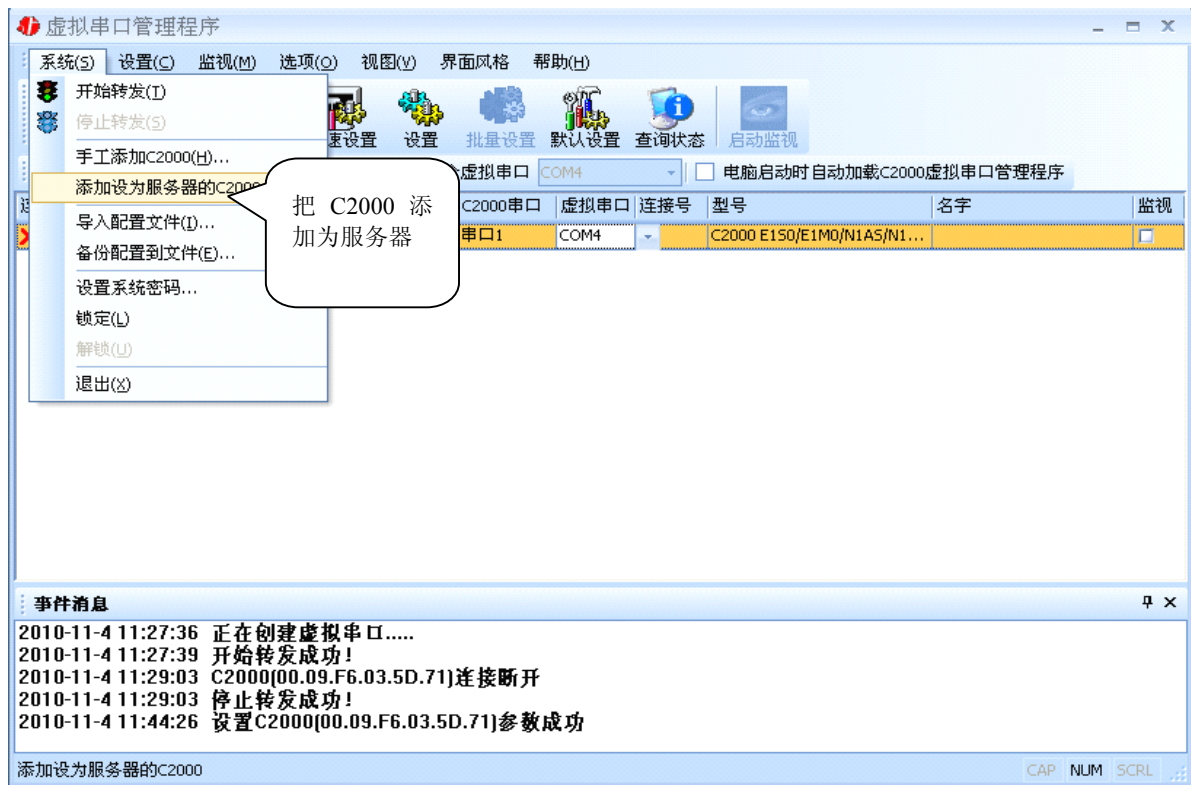 虚拟串口管理程序
系统(S) 设置(C) 监视(M) 选项(O) 视图(V) 界面风格 帮助(H)
开始转发(T)
停止转发(S)
手工添加C2000(H)...
添加设为服务器的C2000
导入配置文件(I)...
备份配置到文件(E)...
设置系统密码...
锁定(L)
解锁(U)
退出(X)
速设置 设置 批量设置 默认设置 查询状态 启动监视
虚拟串口 COM4 电脑启动时自动加载C2000虚拟串口管理程序
C2000串口 虚拟串口 连接号 型号 名字 监视
串口1 COM4 C2000 E1S0/E1M0/N1A5/N1...
把 C2000 添
加为服务器
事件消息
2010-11-4 11:27:36 正在创建虚拟串口.....
2010-11-4 11:27:39 开始转发成功!
2010-11-4 11:29:03 C2000(00.09.F6.03.5D.71)连接断开
2010-11-4 11:29:03 停止转发成功!
2010-11-4 11:44:26 设置C2000(00.09.F6.03.5D.71)参数成功
添加设为服务器的C2000 CAP NUM SCRL